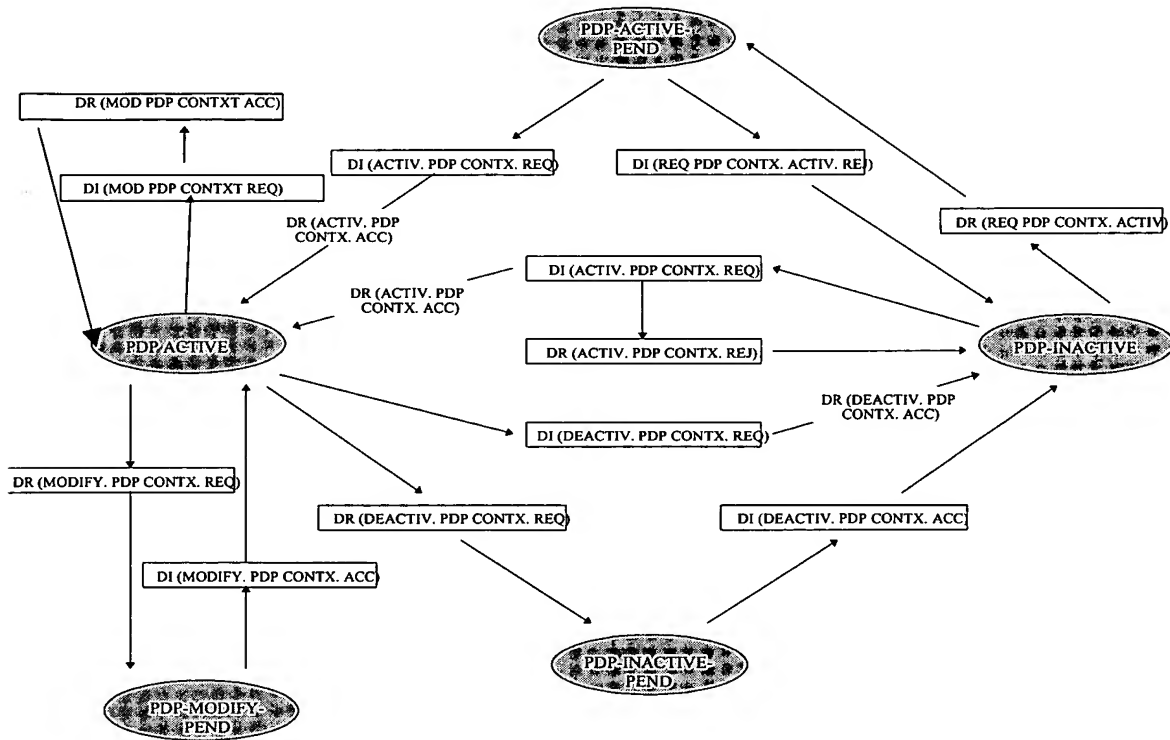 PDP-ACTIVE-
PEND
DR (MOD PDP CONTXT ACC)
DI (ACTIV. PDP CONTX. REQ)
DI (REQ PDP CONTX. ACTIV. REJ)
DI (MOD PDP CONTXT REQ)
DR (ACTIV. PDP
CONTX. ACC)
DR (REQ PDP CONTX. ACTIV)
DI (ACTIV. PDP CONTX. REQ)
DR (ACTIV. PDP
CONTX. ACC)
PDP ACTIVE
DR (ACTIV. PDP CONTX. REJ)
PDP-INACTIVE
DR (DEACTIV. PDP
CONTX. ACC)
DI (DEACTIV. PDP CONTX. REQ)
DR (MODIFY. PDP CONTX. REQ)
DR (DEACTIV. PDP CONTX. REQ)
DI (DEACTIV. PDP CONTX. ACC)
DI (MODIFY. PDP CONTX. ACC)
PDP-INACTIVE-
PEND
PDP-MODIFY-
PEND